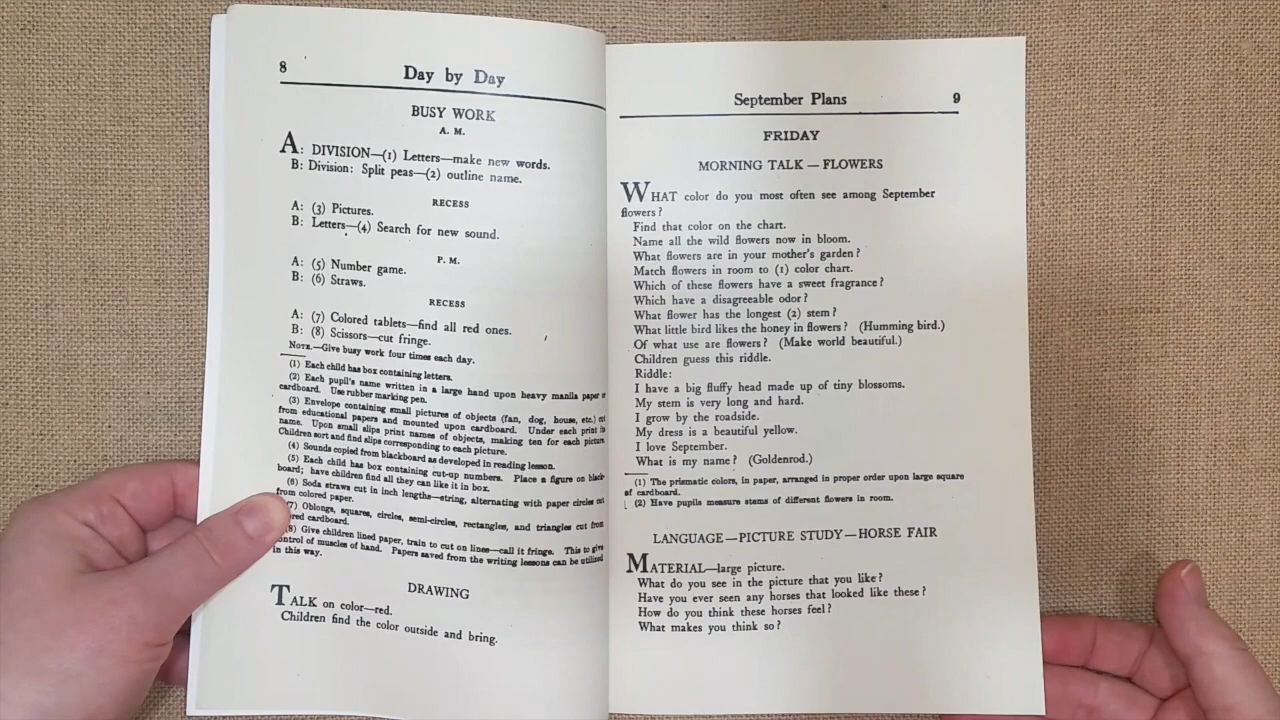 8
Day by Day
BUSY WORK
A. M.
A: DIVISION—(1) Letters—make new words.
B: Division: Split peas—(2) outline name.
RECESS
A: (3) Pictures.
B: Letters—(4) Search for new sound.
P. M.
A: (5) Number game.
B: (6) Straws.
RECESS
A: (7) Colored tablets—find all red ones.
B: (8) Scissors—cut fringe.
NOTE.—Give busy work four times each day.
(1) Each child has box containing letters.
(2) Each pupil's name written in a large hand upon heavy manila paper
cardboard. Use rubber marking pen.
(3) Envelope containing small pictures of objects (fan, dog, house, etc.)
from educational papers and mounted upon cardboard. Under each print
name. Upon small slips print names of objects, making ten for each picture.
Children sort and find slips corresponding to each picture.
(4) Sounds copied from blackboard as developed in reading lesson.
(5) Each child has box containing cut-up numbers. Place a figure on black-
board; have children find all they can like it in box.
(6) Soda straws cut in inch lengths—string, alternating with paper circles cut
from colored paper.
7) Oblongs, squares, circles, semi-circles, rectangles, and triangles cut from
ored cardboard.
8) Give children lined paper, train to cut on lines—call it fringe. This to give
ontrol of muscles of hand. Papers saved from the writing lessons can be utilized
in this way.
DRAWING
TALK on color—red.
Children find the color outside and bring.
September Plans
9
FRIDAY
MORNING TALK — FLOWERS
WHAT color do you most often see among September
flowers?
Find that color on the chart.
Name all the wild flowers now in bloom.
What flowers are in your mother's garden?
Match flowers in room to (1) color chart.
Which of these flowers have a sweet fragrance?
Which have a disagreeable odor?
What flower has the longest (2) stem?
What little bird likes the honey in flowers? (Humming bird.)
Of what use are flowers? (Make world beautiful.)
Children guess this riddle.
Riddle:
I have a big fluffy head made up of tiny blossoms.
My stem is very long and hard.
I grow by the roadside.
My dress is a beautiful yellow.
I love September.
What is my name? (Goldenrod.)
(1) The prismatic colors, in paper, arranged in proper order upon large square
of cardboard.
(2) Have pupils measure stems of different flowers in room.
LANGUAGE—PICTURE STUDY—HORSE FAIR
MATERIAL—large picture.
What do you see in the picture that you like?
Have you ever seen any horses that looked like these?
How do you think these horses feel?
What makes you think so?